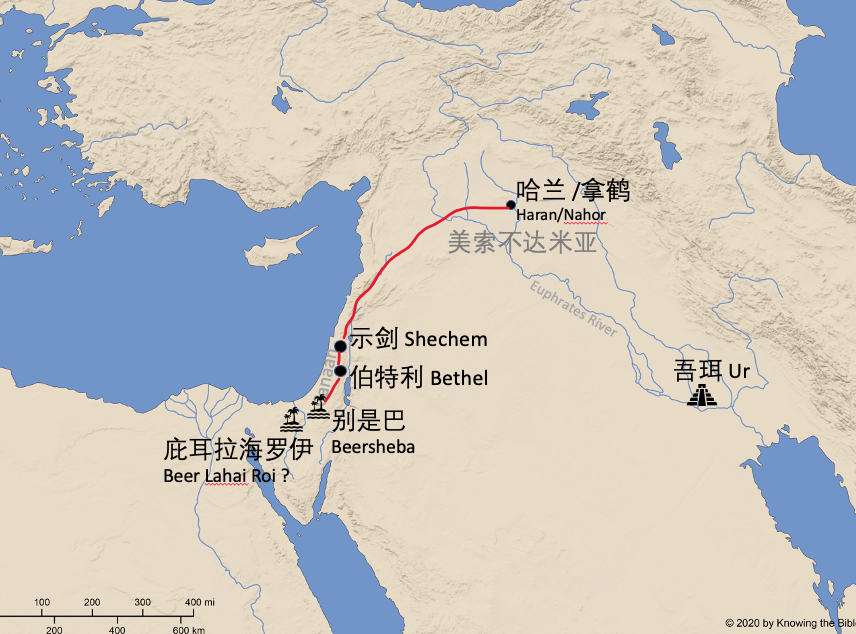 哈兰 /拿鹤
Haran/Nahor
美索不达米亚
Euphrates River
示剑 Shechem
伯特利 Bethel
吾珥 Ur
别是巴
Beersheba
庇耳拉海罗伊
Beer Lahai Roi ?
100 200 300 400 mi
200 400 600 km
© 2020 by Knowing the Bibl